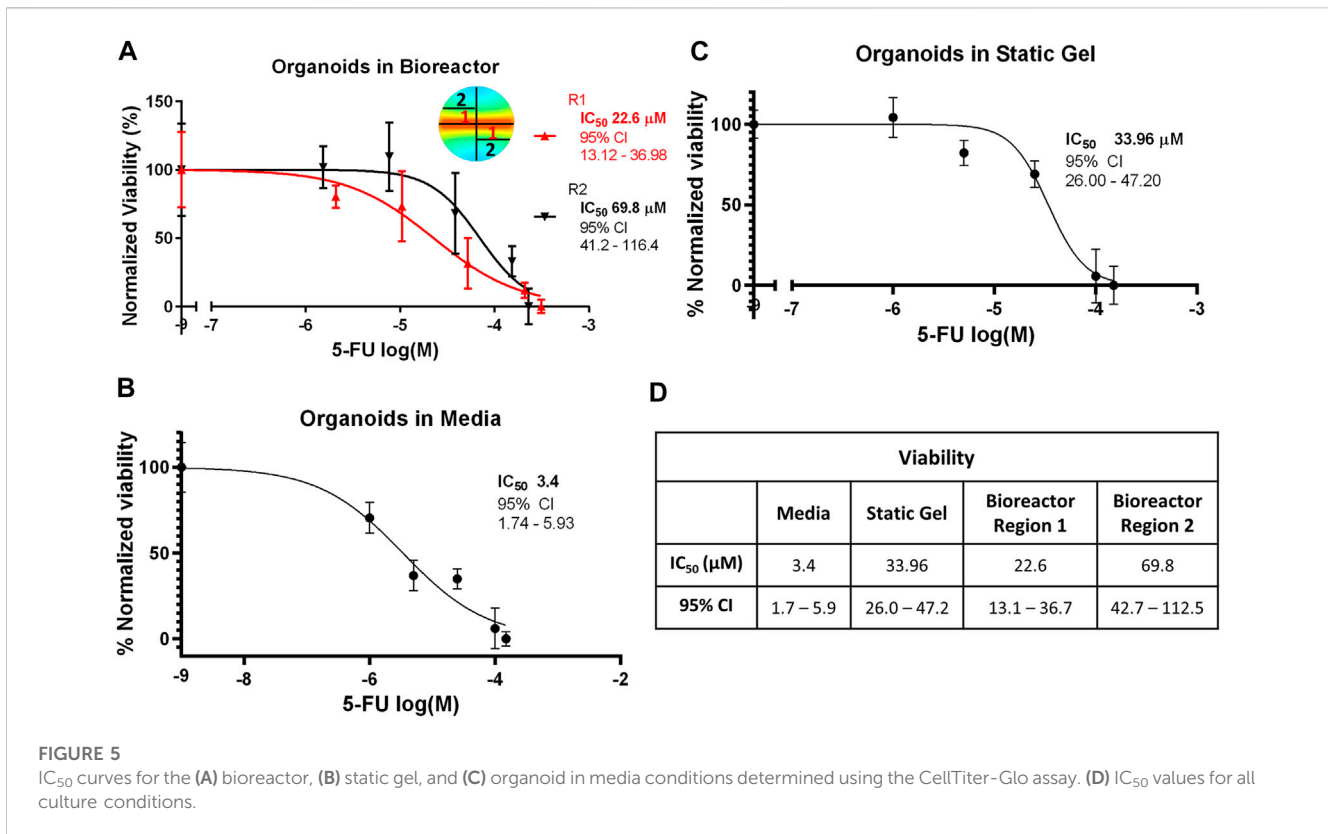 A
Organoids in Bioreactor
Normalized Viability (%)
150
100
50
0
-9
-7
-6
-5
-4
-3
5-FU log(M)
2
1
1
2
R1
IC₅₀ 22.6 µM
95% CI
13.12 - 36.98
R2
IC₅₀ 69.8 µM
95% CI
41.2 - 116.4
C
Organoids in Static Gel
% Normalized viability
100
50
0
-9
-7
-6
-5
-4
-3
5-FU log(M)
IC₅₀ 33.96 µM
95% CI
26.00 - 47.20
B
Organoids in Media
% Normalized viability
100
50
0
-9
-6
-4
-2
5-FU log(M)
IC₅₀ 3.4
95% CI
1.74 - 5.93
D
Viability
Media Static Gel Bioreactor Region 1 Bioreactor Region 2
IC₅₀ (µM) 3.4 33.96 22.6 69.8
95% CI 1.7 – 5.9 26.0 – 47.2 13.1 – 36.7 42.7 – 112.5
FIGURE 5
IC₅₀ curves for the (A) bioreactor, (B) static gel, and (C) organoid in media conditions determined using the CellTiter-Glo assay. (D) IC₅₀ values for all
culture conditions.